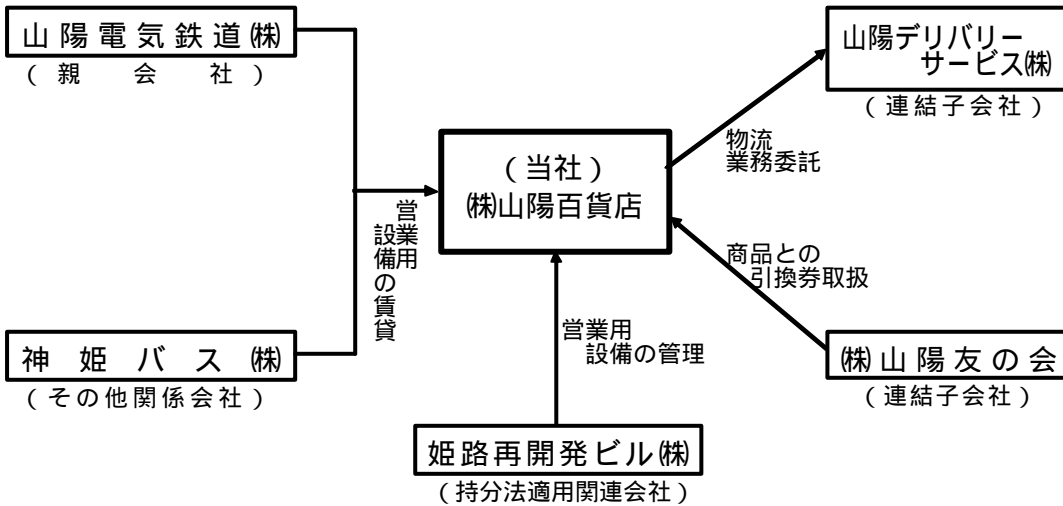 山陽電気鉄道㈱
(親会社)
山陽デリバリー
サービス㈱
(連結子会社)
(当社)
㈱山陽百貨店
物流
業務委託
営業用
設備の賃貸
商品との
引換券取扱
神姫バス㈱
(その他関係会社)
営業用
設備の管理
㈱山陽友の会
(連結子会社)
姫路再開発ビル㈱
(持分法適用関連会社)